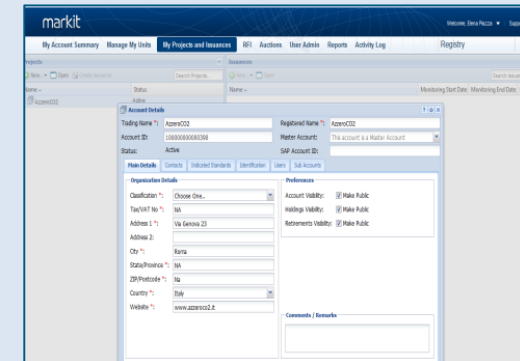 markit
Welcome, Elena Piazza
My Account Summary Manage My Units My Projects and Issuances RFI Auctions User Admin Reports Activity Log Registry
Projects Issuances
New Open Search Projects... New Open
Name Status Name Monitoring Start Date Monitoring End Date
AzzeroCO2 Active
Account Details
Trading Name *: AzzeroCO2 Registered Name *: AzzeroCO2
Account ID: Master Account: This account is a Master Account
Status: Active SAP Account ID:
Main Details Contacts Indicated Standards Identification Users Sub Accounts
Organisation Details Preferences
Classification *: Choose One.. Account Visibility: Make Public
Tax/VAT No *: NA Holdings Visibility: Make Public
Address 1 *: Via Genova 23 Retirements Visibility: Make Public
Address 2:
City *: Roma
State/Province *: NA
ZIP/Postcode *: Na
Country *: Italy
Website *: www.azzeroco2.it
Comments / Remarks